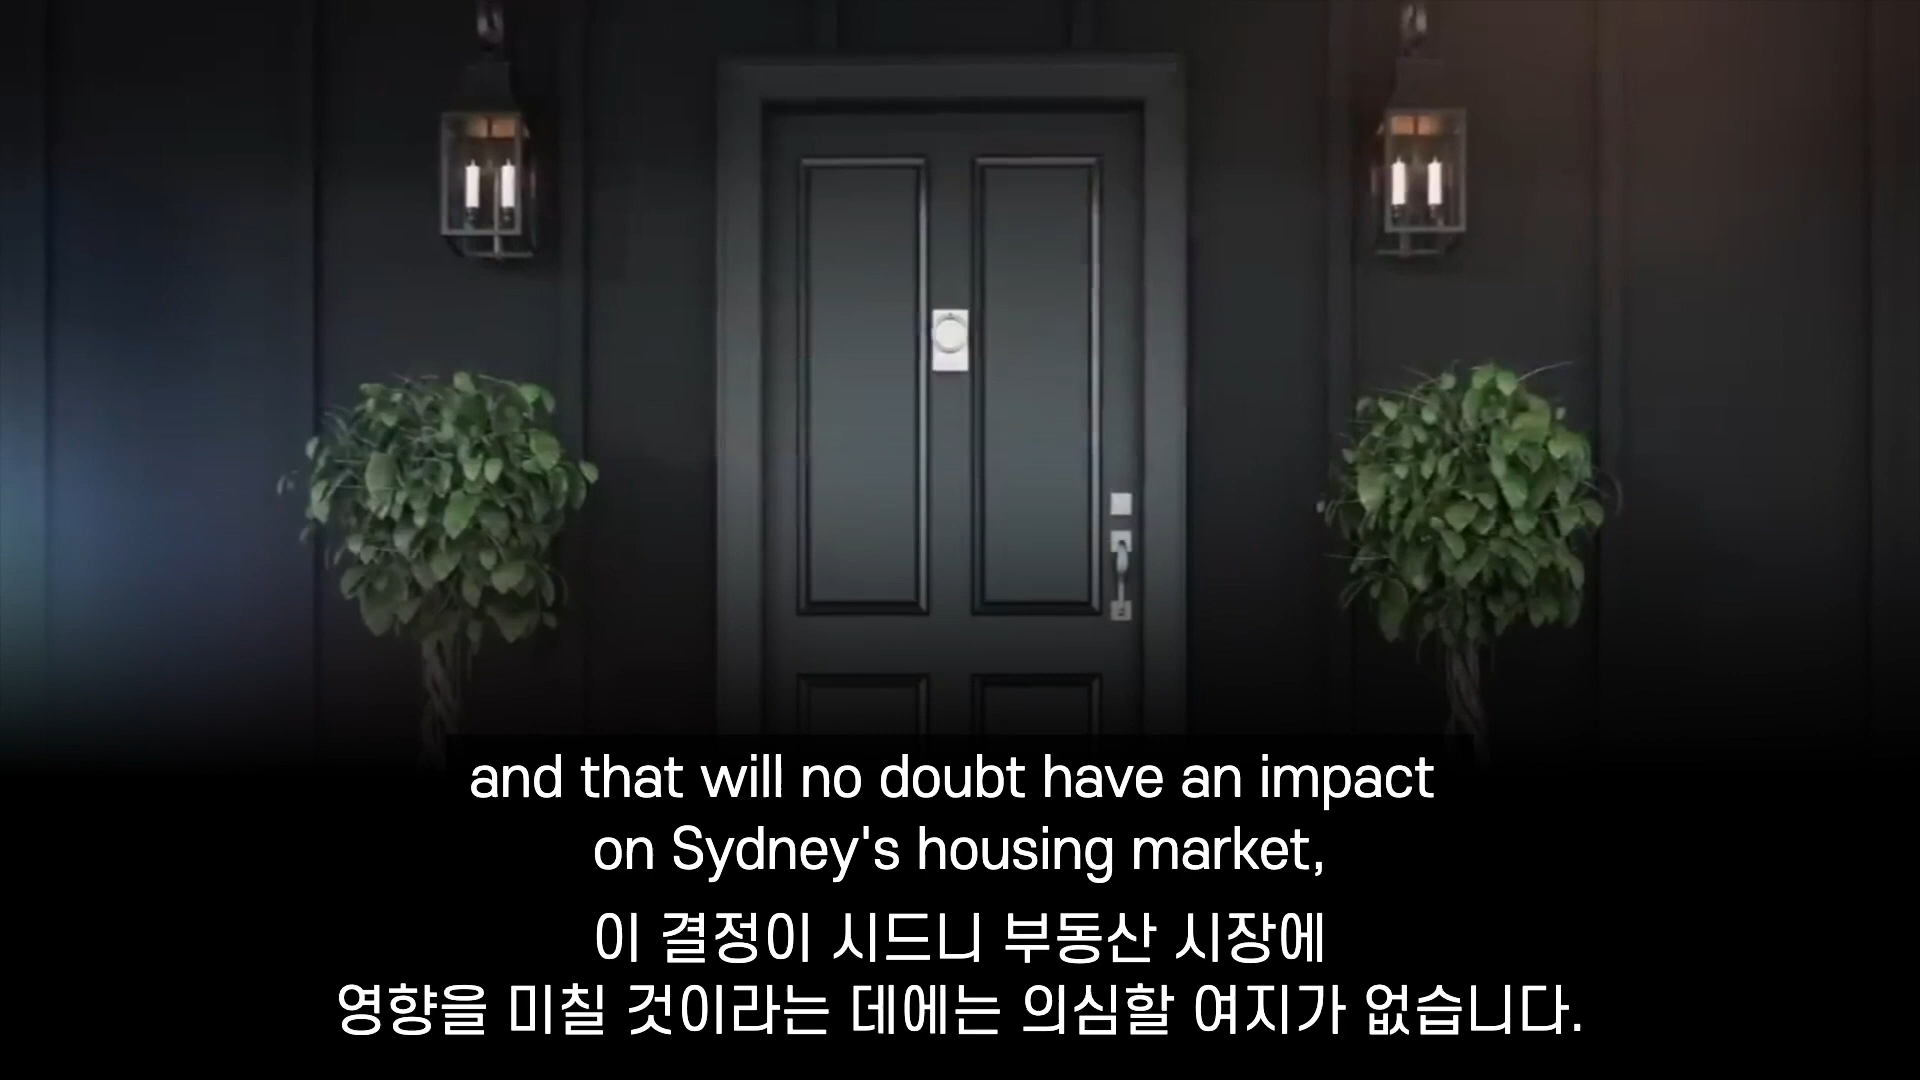 and that will no doubt have an impact
on Sydney's housing market,
이 결정이 시드니 부동산 시장에
영향을 미칠 것이라는 데에는 의심할 여지가 없습니다.